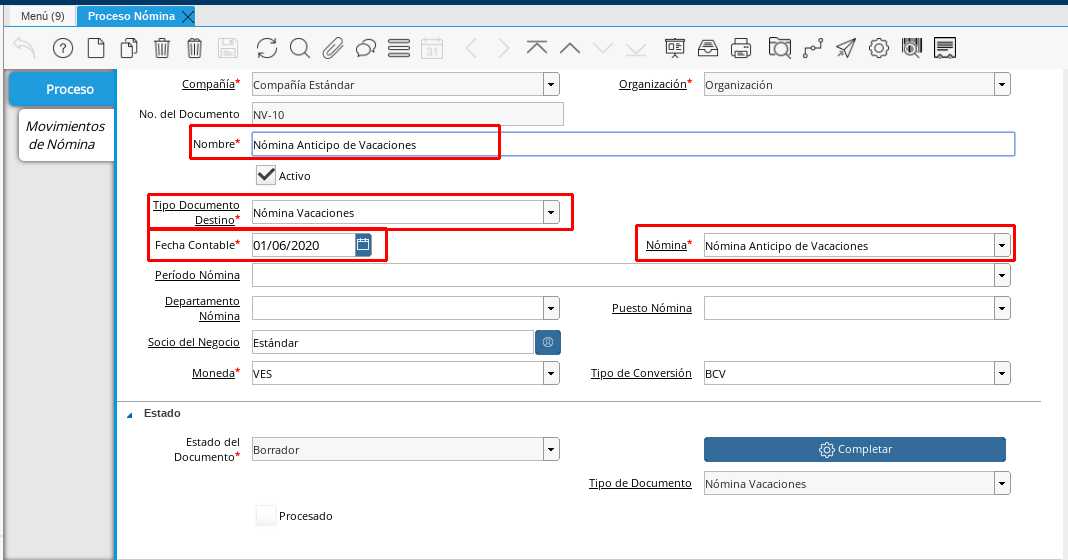 Menú (9)
Proceso Nómina
31
Proceso
Movimientos
de Nómina
Compañía*
Compañía Estándar
Organización*
Organización
No. del Documento
NV-10
Nombre*
Nómina Anticipo de Vacaciones
Activo
Tipo Documento
Destino*
Nómina Vacaciones
Fecha Contable*
01/06/2020
Nómina*
Nómina Anticipo de Vacaciones
Período Nómina
Departamento
Nómina
Puesto Nómina
Socio del Negocio
Estándar
Moneda*
VES
Tipo de Conversión
BCV
Estado
Estado del
Documento*
Borrador
Completar
Tipo de Documento
Nómina Vacaciones
Procesado